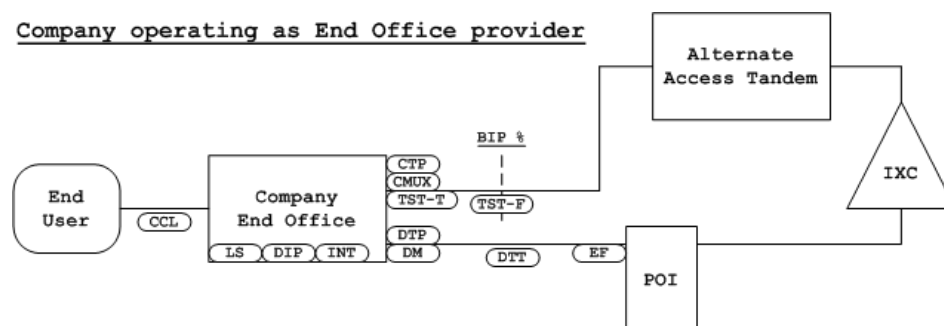 Company operating as End Office provider
Alternate
Access Tandem
BIP %
CTP
CMUX
TST-T
TST-F
IXC
End
User
CCL
Company
End Office
LS
DIP
INT
DTP
DM
DTT
EF
POI